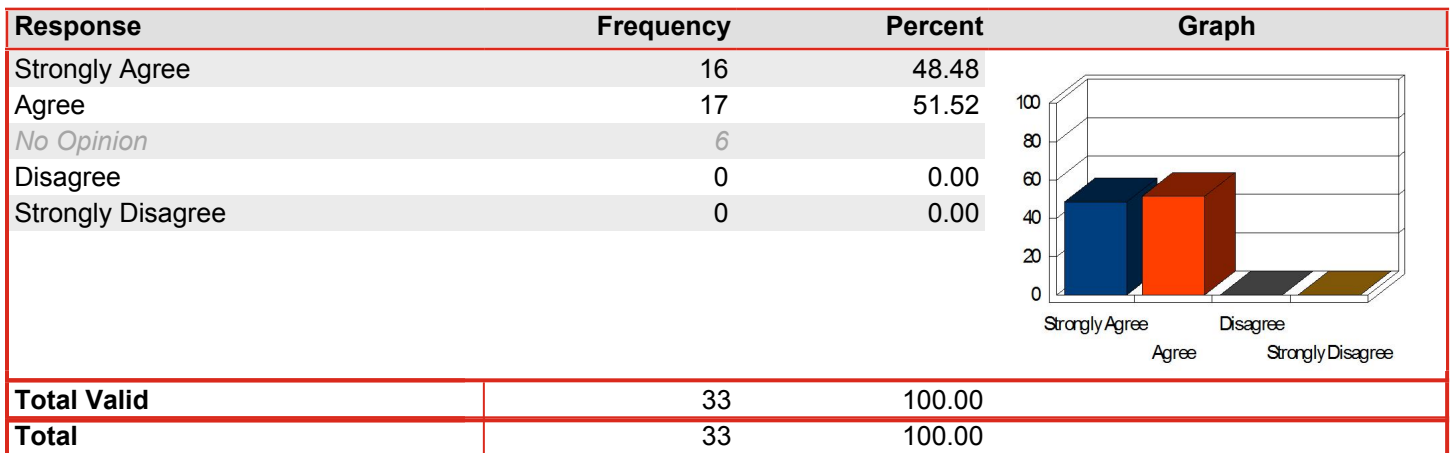 Response Frequency Percent Graph
Strongly Agree 16 48.48
Agree 17 51.52
No Opinion 6
Disagree 0 0.00
Strongly Disagree 0 0.00
100
80
60
40
20
0
Strongly Agree Disagree
Agree Strongly Disagree
Total Valid 33 100.00
Total 33 100.00